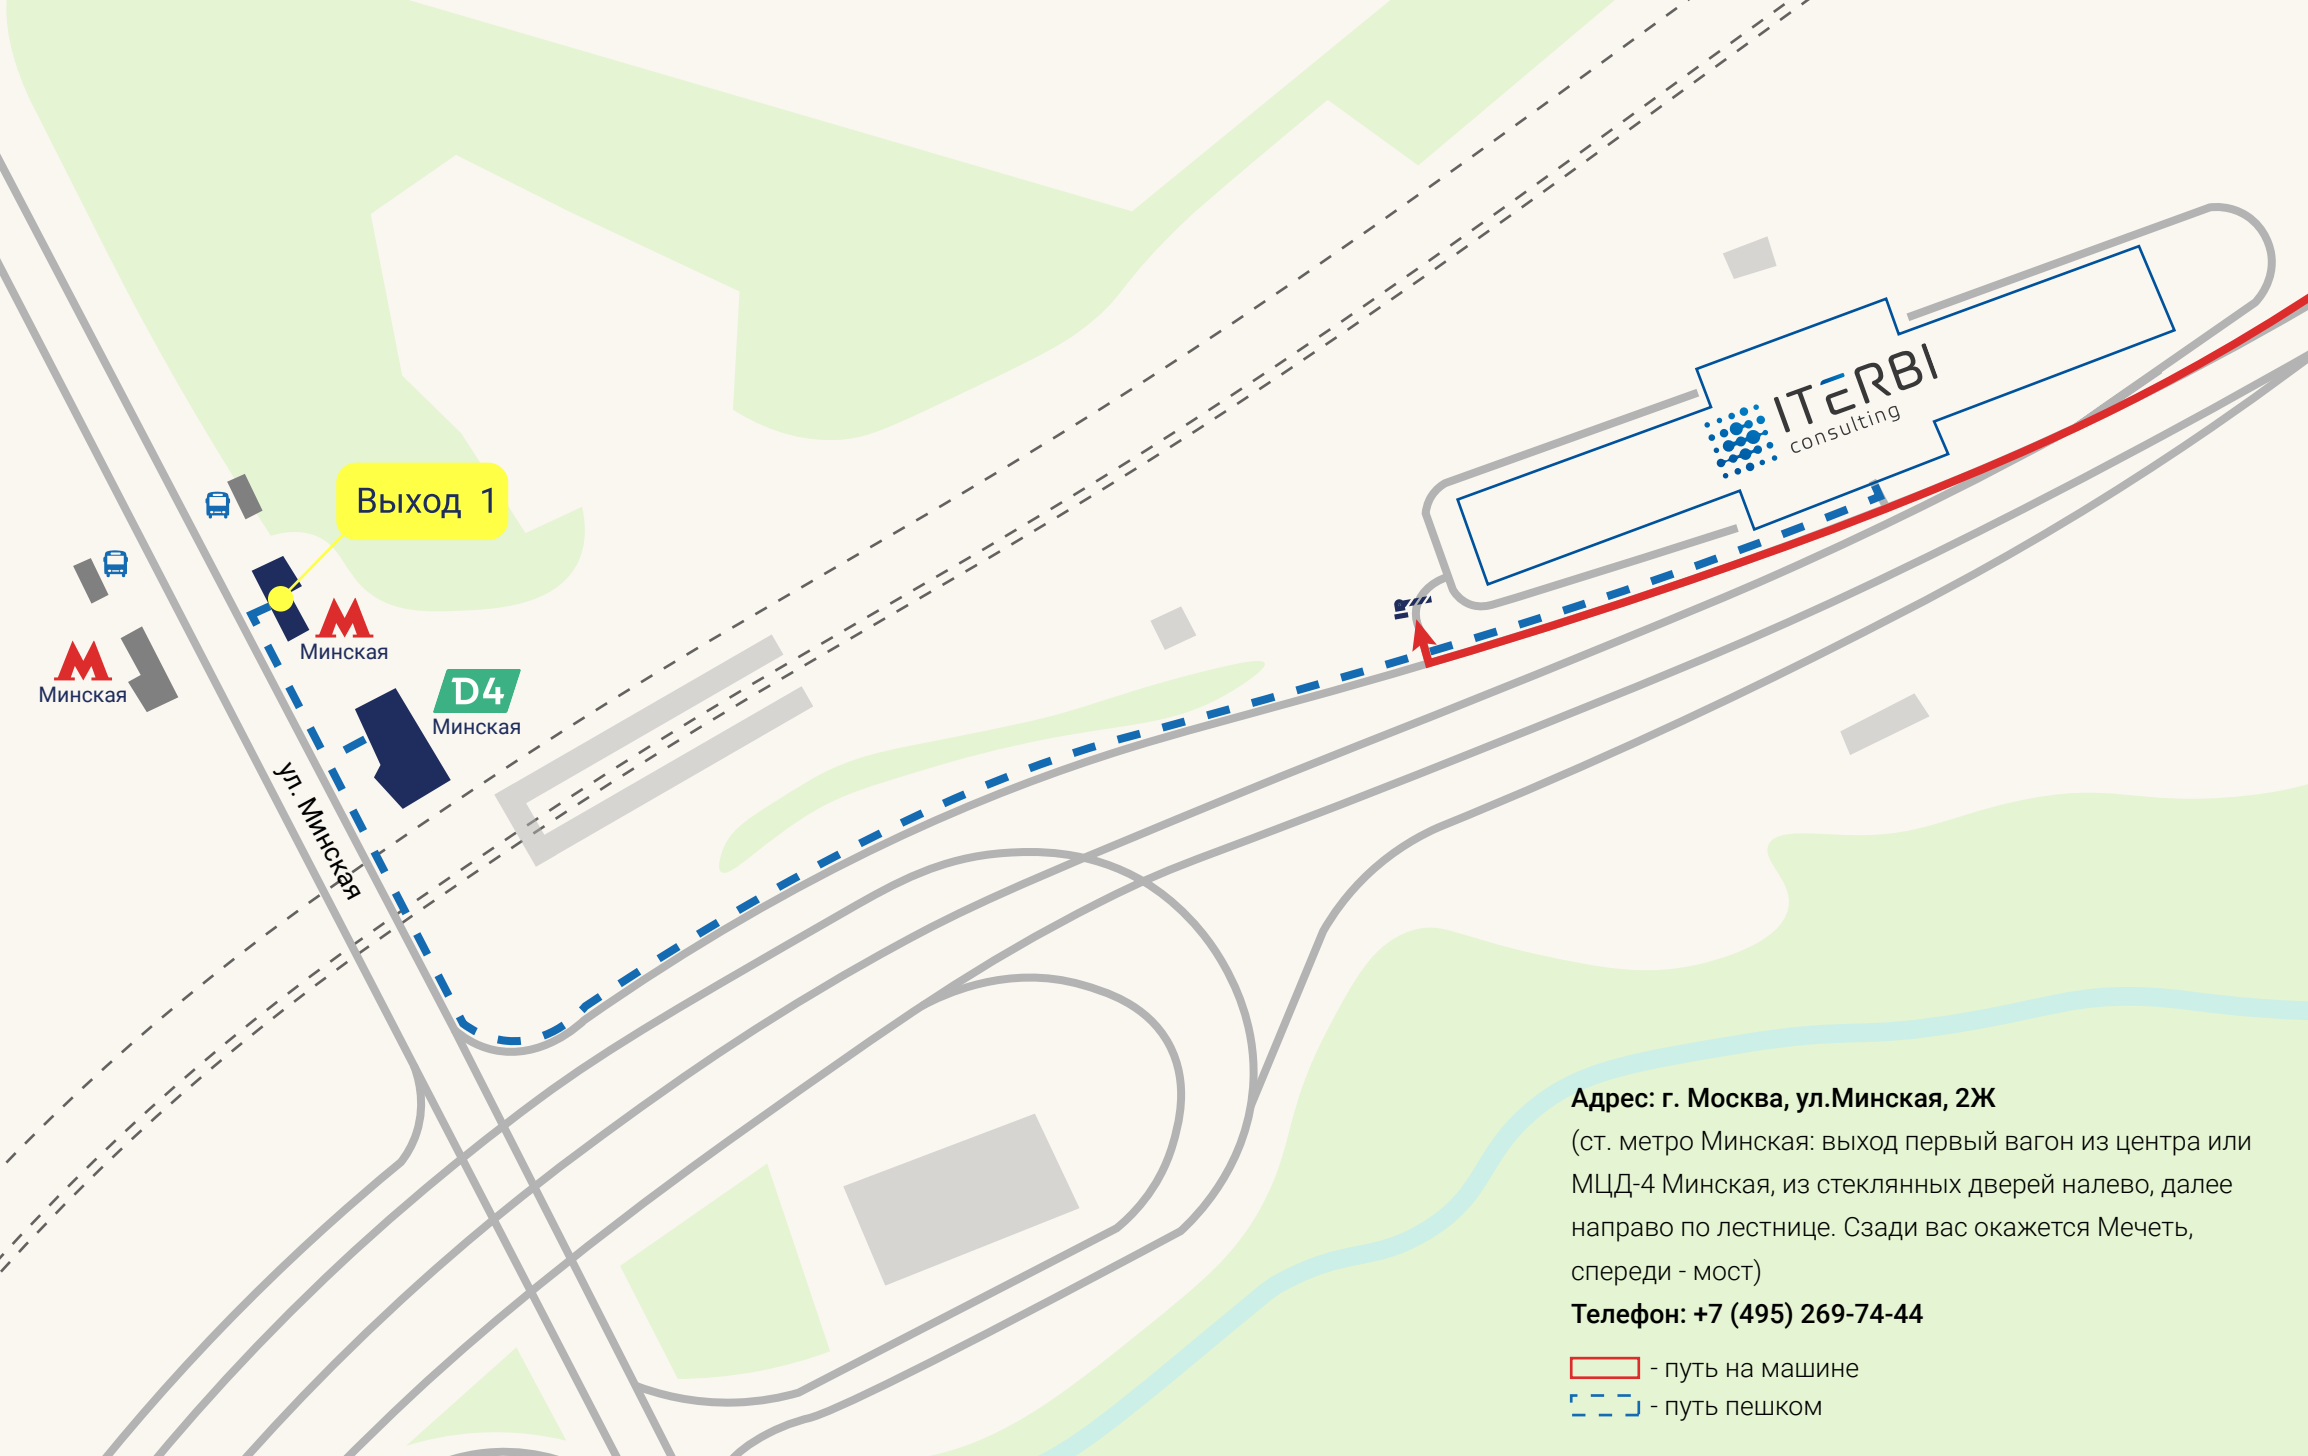 ITERBI
consulting
Выход 1
Минская
Минская
D4
Минская
ул. Минская
Адрес: г. Москва, ул.Минская, 2Ж
(ст. метро Минская: выход первый вагон из центра или
МЦД-4 Минская, из стеклянных дверей налево, далее
направо по лестнице. Сзади вас окажется Мечеть,
спереди - мост)
Телефон: +7 (495) 269-74-44
- путь на машине
- путь пешком